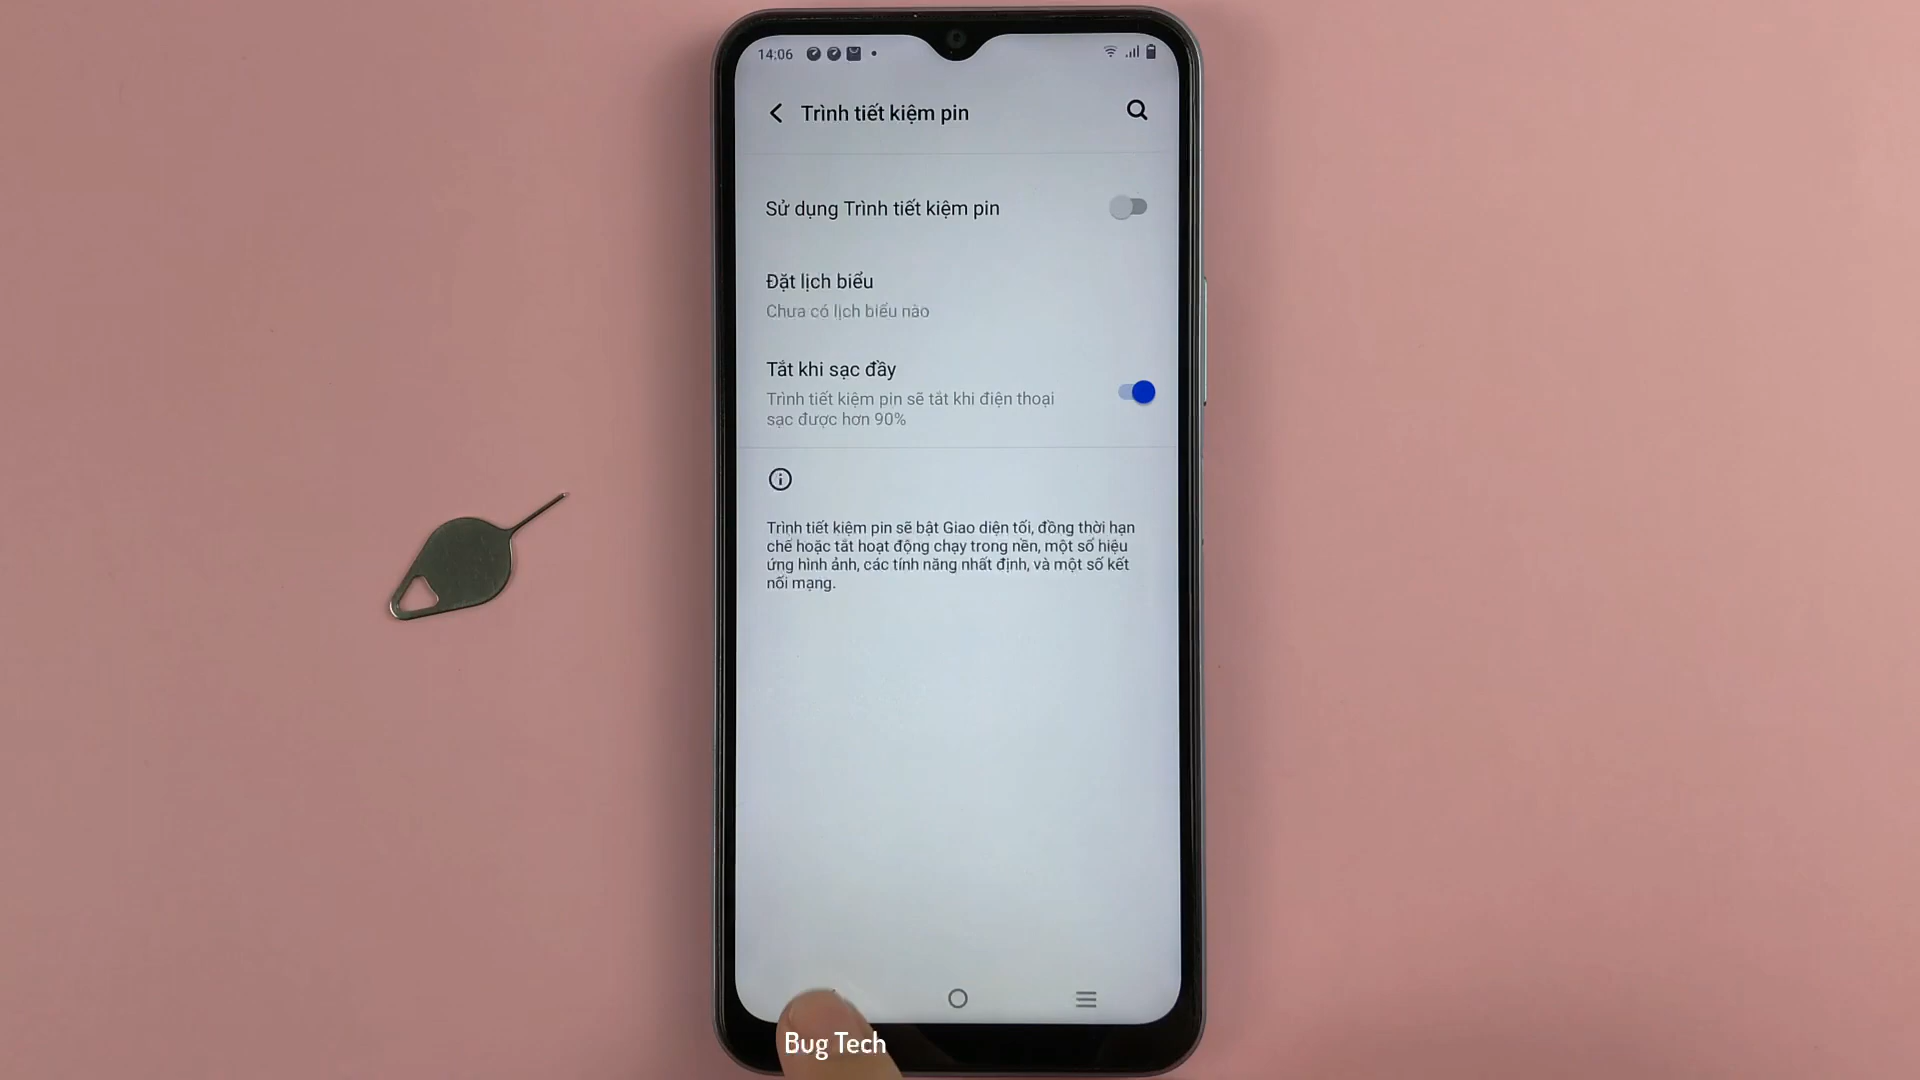 14:06
Trình tiết kiệm pin
Sử dụng Trình tiết kiệm pin
Đặt lịch biểu
Chưa có lịch biểu nào
Tắt khi sạc đầy
Trình tiết kiệm pin sẽ tắt khi điện thoại
sạc được hơn 90%
Trình tiết kiệm pin sẽ bật Giao diện tối, đồng thời hạn
chế hoặc tắt hoạt động chạy trong nền, một số hiệu
ứng hình ảnh, các tính năng nhất định, và một số kết
nối mạng.
Bug Tech